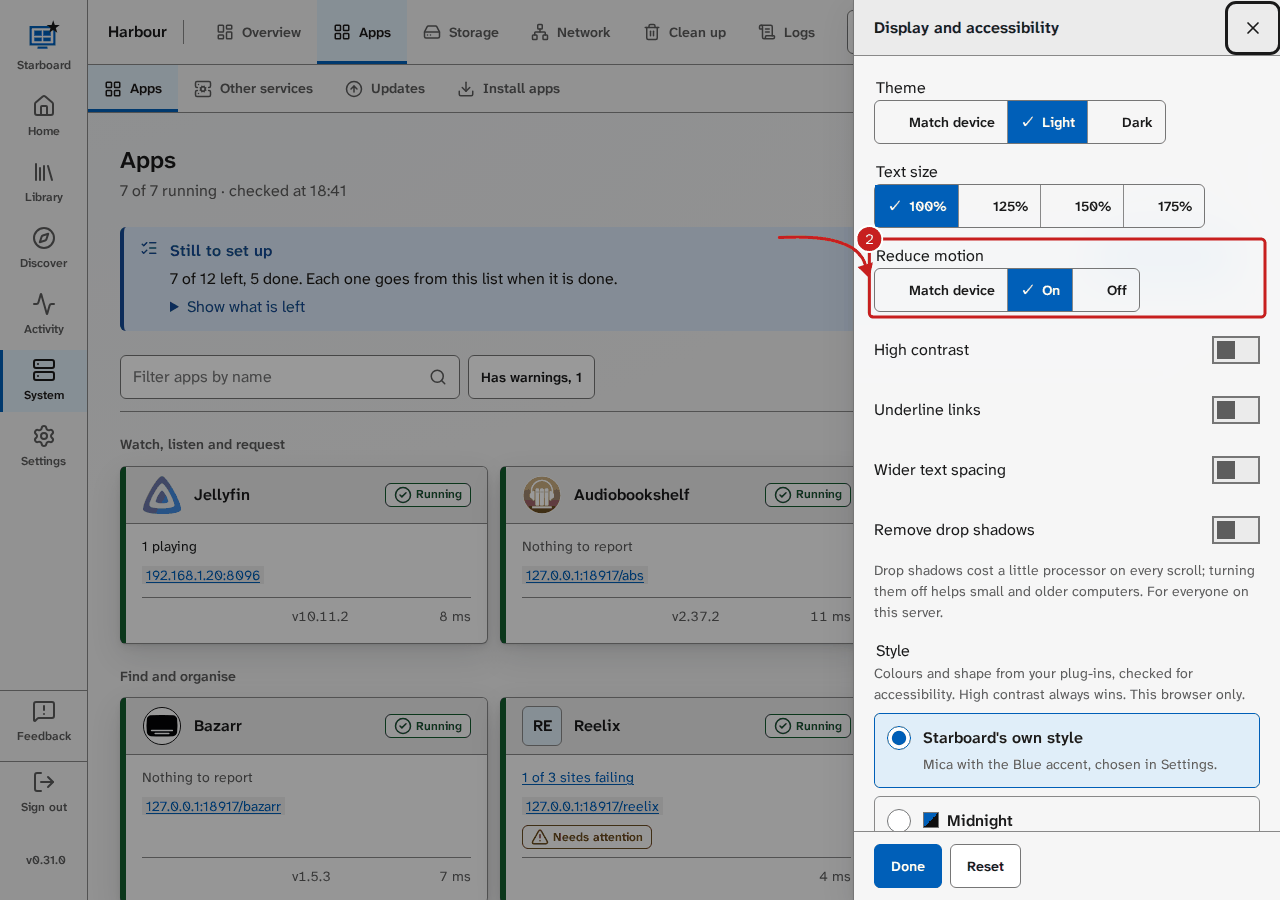 Starboard
Home
Library
Discover
Activity
System
Settings
Feedback
Sign out
v0.31.0
Harbour
Overview
Apps
Storage
Network
Clean up
Logs
Apps
Other services
Updates
Install apps
Apps
7 of 7 running · checked at 18:41
Still to set up
7 of 12 left, 5 done. Each one goes from this list when it is done.
Show what is left
Filter apps by name
Has warnings, 1
Watch, listen and request
Jellyfin
Running
1 playing
192.168.1.20:8096
v10.11.2
8 ms
Audiobookshelf
Running
Nothing to report
127.0.0.1:18917/abs
v2.37.2
11 ms
Find and organise
Bazarr
Running
Nothing to report
127.0.0.1:18917/bazarr
v1.5.3
7 ms
RE
Reelix
Running
1 of 3 sites failing
127.0.0.1:18917/reelix
Needs attention
4 ms
Display and accessibility
Theme
Match device
✓ Light
Dark
Text size
✓ 100%
125%
150%
175%
2
Reduce motion
Match device
✓ On
Off
High contrast
Underline links
Wider text spacing
Remove drop shadows
Drop shadows cost a little processor on every scroll; turning
them off helps small and older computers. For everyone on
this server.
Style
Colours and shape from your plug-ins, checked for
accessibility. High contrast always wins. This browser only.
Starboard's own style
Mica with the Blue accent, chosen in Settings.
Midnight
Done
Reset